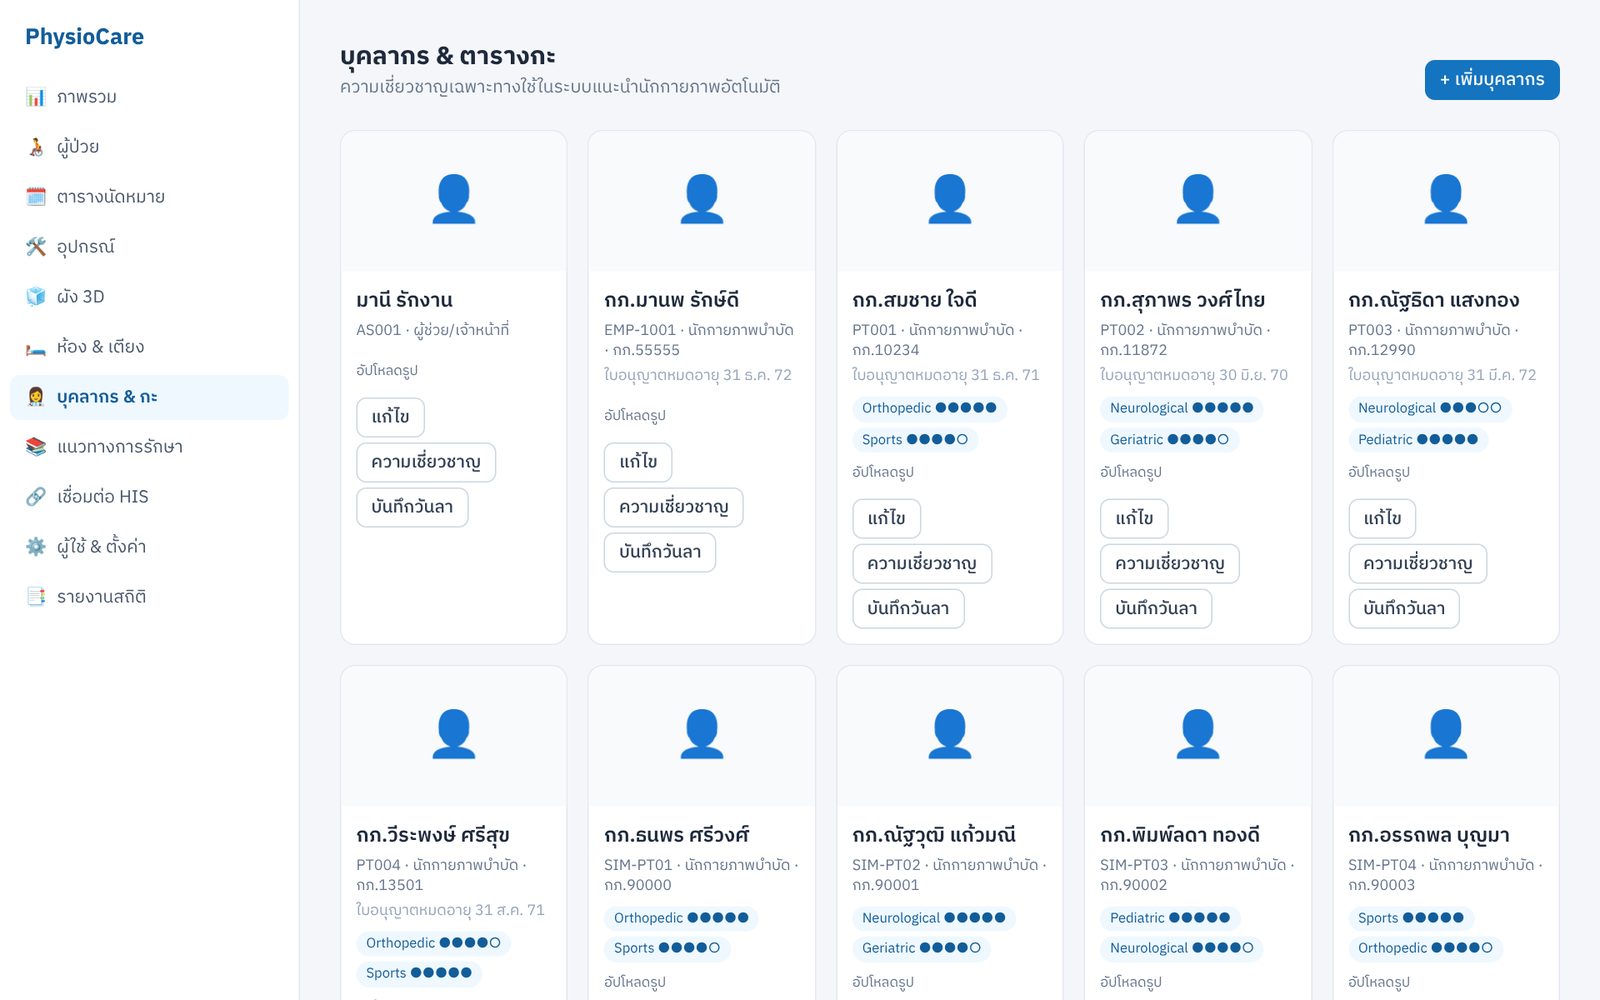 PhysioCare
ภาพรวม
ผู้ป่วย
ตารางนัดหมาย
อุปกรณ์
ผัง 3D
ห้อง & เตียง
บุคลากร & กะ
แนวทางการรักษา
เชื่อมต่อ HIS
ผู้ใช้ & ตั้งค่า
รายงานสถิติ
บุคลากร & ตารางกะ
ความเชี่ยวชาญเฉพาะทางใช้ในระบบแนะนำนักกายภาพอัตโนมัติ
+ เพิ่มบุคลากร
มานี รักงาน
AS001 · ผู้ช่วย/เจ้าหน้าที่
อัปโหลดรูป
แก้ไข
ความเชี่ยวชาญ
บันทึกวันลา
กภ.มานพ รักษ์ดี
EMP-1001 · นักกายภาพบำบัด
· กภ.55555
ใบอนุญาตหมดอายุ 31 ธ.ค. 72
อัปโหลดรูป
แก้ไข
ความเชี่ยวชาญ
บันทึกวันลา
กภ.สมชาย ใจดี
PT001 · นักกายภาพบำบัด ·
กภ.10234
ใบอนุญาตหมดอายุ 31 ธ.ค. 71
Orthopedic ●●●●●
Sports ●●●●○
อัปโหลดรูป
แก้ไข
ความเชี่ยวชาญ
บันทึกวันลา
กภ.สุภาพร วงศ์ไทย
PT002 · นักกายภาพบำบัด ·
กภ.11872
ใบอนุญาตหมดอายุ 30 มิ.ย. 70
Neurological ●●●●●
Geriatric ●●●●○
อัปโหลดรูป
แก้ไข
ความเชี่ยวชาญ
บันทึกวันลา
กภ.ณัฐธิดา แสงทอง
PT003 · นักกายภาพบำบัด ·
กภ.12990
ใบอนุญาตหมดอายุ 31 มี.ค. 72
Neurological ●●●○○
Pediatric ●●●●●
อัปโหลดรูป
แก้ไข
ความเชี่ยวชาญ
บันทึกวันลา
กภ.วีระพงษ์ ศรีสุข
PT004 · นักกายภาพบำบัด ·
กภ.13501
ใบอนุญาตหมดอายุ 31 ส.ค. 71
Orthopedic ●●●●○
Sports ●●●●●
กภ.ธนพร ศรีวงศ์
SIM-PT01 · นักกายภาพบำบัด ·
กภ.90000
Orthopedic ●●●●●
Sports ●●●●○
อัปโหลดรูป
กภ.ณัฐวุฒิ แก้วมณี
SIM-PT02 · นักกายภาพบำบัด ·
กภ.90001
Neurological ●●●●●
Geriatric ●●●●○
อัปโหลดรูป
กภ.พิมพ์ลดา ทองดี
SIM-PT03 · นักกายภาพบำบัด ·
กภ.90002
Pediatric ●●●●●
Neurological ●●●●○
อัปโหลดรูป
กภ.อรรถพล บุญมา
SIM-PT04 · นักกายภาพบำบัด ·
กภ.90003
Sports ●●●●●
Orthopedic ●●●●○
อัปโหลดรูป